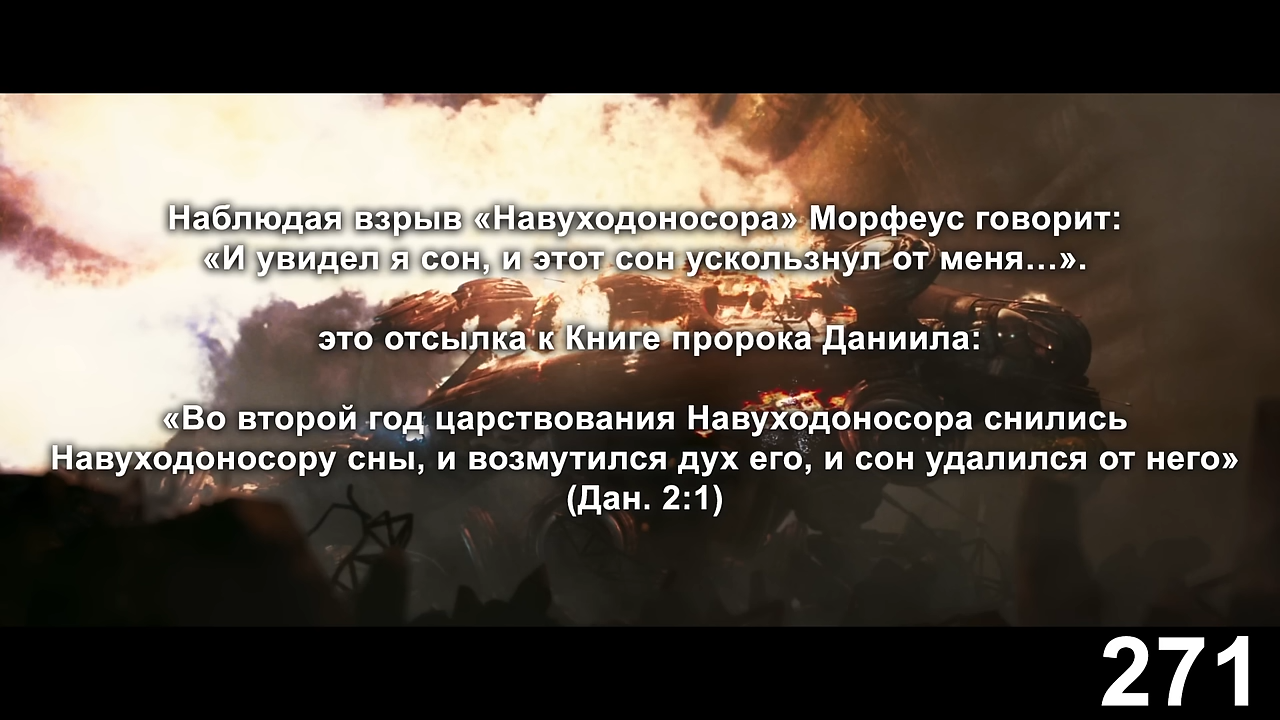 Наблюдая взрыв «Навуходоносора» Морфеус говорит:
«И увидел я сон, и этот сон ускользнул от меня...».
это отсылка к Книге пророка Даниила:
«Во второй год царствования Навуходоносора снились
Навуходоносору сны, и возмутился дух его, и сон удалился от него»
(Дан. 2:1)
271